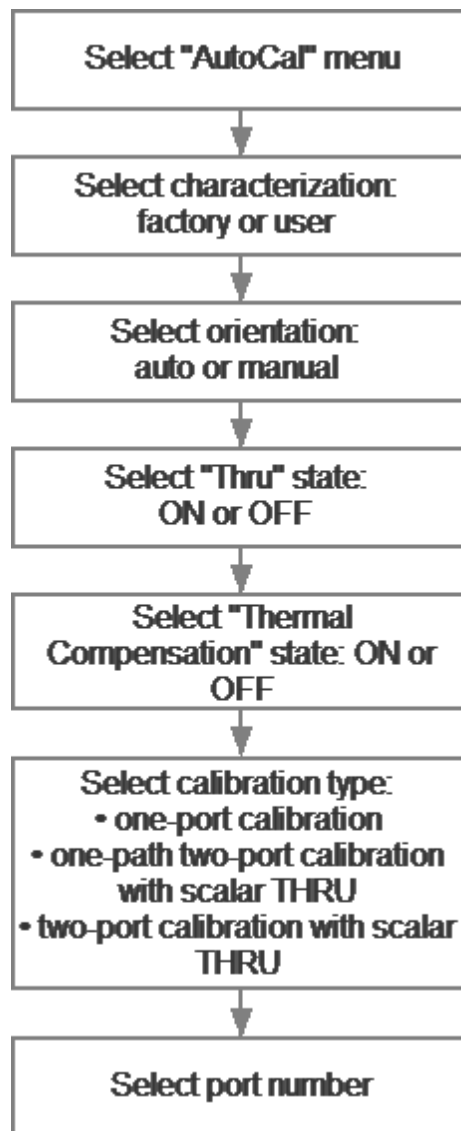 Select "AutoCal" menu
Select characterization:
factory or user
Select orientation:
auto or manual
Select "Thru" state:
ON or OFF
Select "Thermal
Compensation" state: ON or
OFF
Select calibration type:
• one-port calibration
• one-path two-port calibration
with scalar THRU
• two-port calibration with scalar
THRU
Select port number